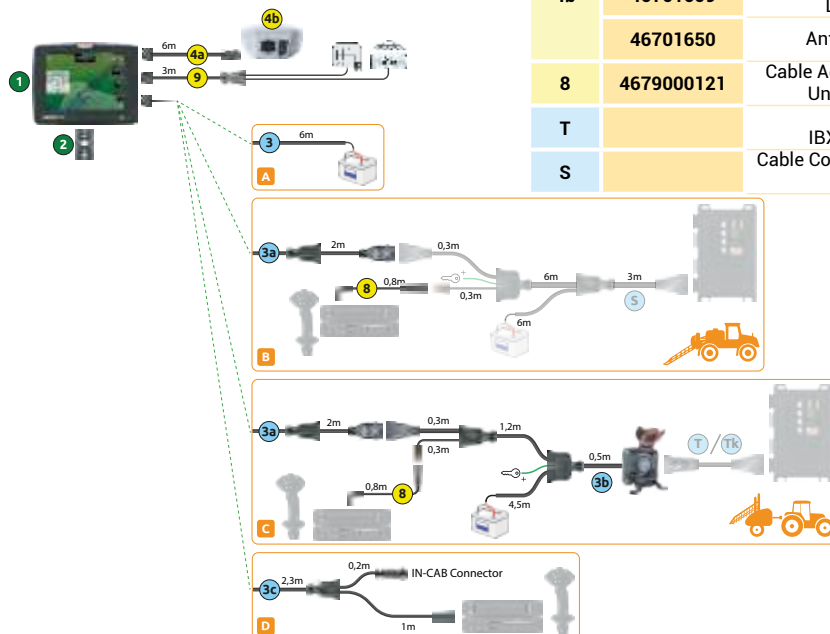 4b
6m
4a
1
3m
9
2
46701650
8 4679000121
T
S
3 6m
A
3a 2m 0,3m
8 0,8m 0,3m
6m
3m
S
6m
B
3a 2m 0,3m 1,2m
0,3m
0,8m 8
+
0,5m
3b
T / Tk
4,5m
C
3c 2,3m 0,2m IN-CAB Connector
1m
D